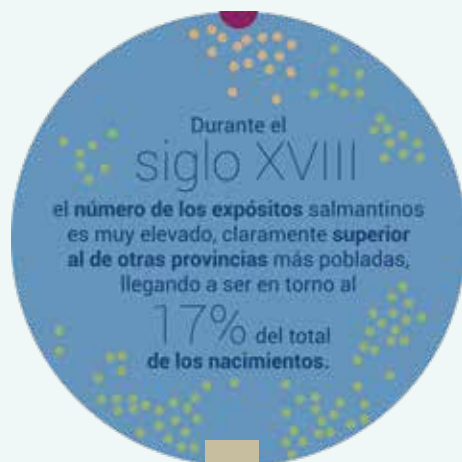 Durante el
siglo XVIII
el número de los expósitos salmantinos
es muy elevado, claramente superior
al de otras provincias más pobladas,
llegando a ser en torno al
17% del total
de los nacimientos.